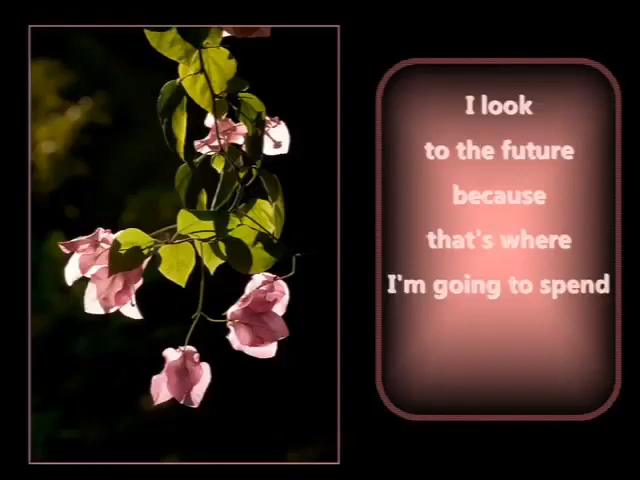 I look
to the future
because
that's where
I'm going to spend